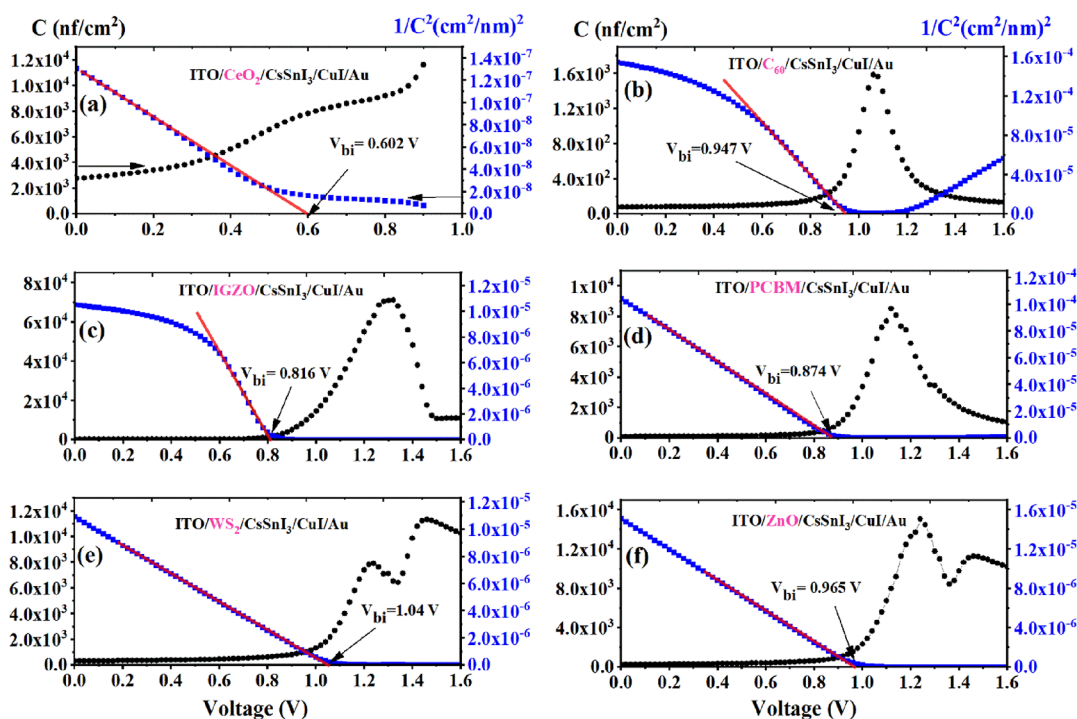 C (nf/cm²) 1/C²(cm²/nm)² C (nf/cm²) 1/C²(cm²/nm)²
ITO/CeO₂/CsSnI₃/CuI/Au
(a)
V_bi= 0.602 V
1.2x10⁴
1.0x10⁴
8.0x10³
6.0x10³
4.0x10³
2.0x10³
0.0
1.4x10⁻⁷
1.2x10⁻⁷
1.0x10⁻⁷
8.0x10⁻⁸
6.0x10⁻⁸
4.0x10⁻⁸
2.0x10⁻⁸
0.0
0.0 0.2 0.4 0.6 0.8 1.0
ITO/C₆₀/CsSnI₃/CuI/Au
(b)
V_bi= 0.947 V
1.6x10³
1.2x10³
8.0x10²
4.0x10²
0.0
1.5x10⁻⁴
1.0x10⁻⁴
5.0x10⁻⁵
0.0
0.0 0.2 0.4 0.6 0.8 1.0 1.2 1.4 1.6
ITO/IGZO/CsSnI₃/CuI/Au
(c)
V_bi= 0.816 V
8x10⁴
6x10⁴
4x10⁴
2x10⁴
0
1.2x10⁻⁵
1.0x10⁻⁵
8.0x10⁻⁶
6.0x10⁻⁶
4.0x10⁻⁶
2.0x10⁻⁶
0.0
0.0 0.2 0.4 0.6 0.8 1.0 1.2 1.4 1.6
ITO/PCBM/CsSnI₃/CuI/Au
(d)
V_bi=0.874 V
1x10⁴
8x10³
6x10³
4x10³
2x10³
0
1.2x10⁻⁴
1.0x10⁻⁴
8.0x10⁻⁵
6.0x10⁻⁵
4.0x10⁻⁵
2.0x10⁻⁵
0.0
0.0 0.2 0.4 0.6 0.8 1.0 1.2 1.4 1.6
ITO/WS₂/CsSnI₃/CuI/Au
(e)
V_bi=1.04 V
1.2x10⁴
1.0x10⁴
8.0x10³
6.0x10³
4.0x10³
2.0x10³
0.0
1.2x10⁻⁵
1.0x10⁻⁵
8.0x10⁻⁶
6.0x10⁻⁶
4.0x10⁻⁶
2.0x10⁻⁶
0.0
0.0 0.2 0.4 0.6 0.8 1.0 1.2 1.4 1.6
Voltage (V)
ITO/ZnO/CsSnI₃/CuI/Au
(f)
V_bi= 0.965 V
1.6x10⁴
1.2x10⁴
8.0x10³
4.0x10³
0.0
1.6x10⁻⁵
1.4x10⁻⁵
1.2x10⁻⁵
1.0x10⁻⁵
8.0x10⁻⁶
6.0x10⁻⁶
4.0x10⁻⁶
2.0x10⁻⁶
0.0
0.0 0.2 0.4 0.6 0.8 1.0 1.2 1.4 1.6
Voltage (V)